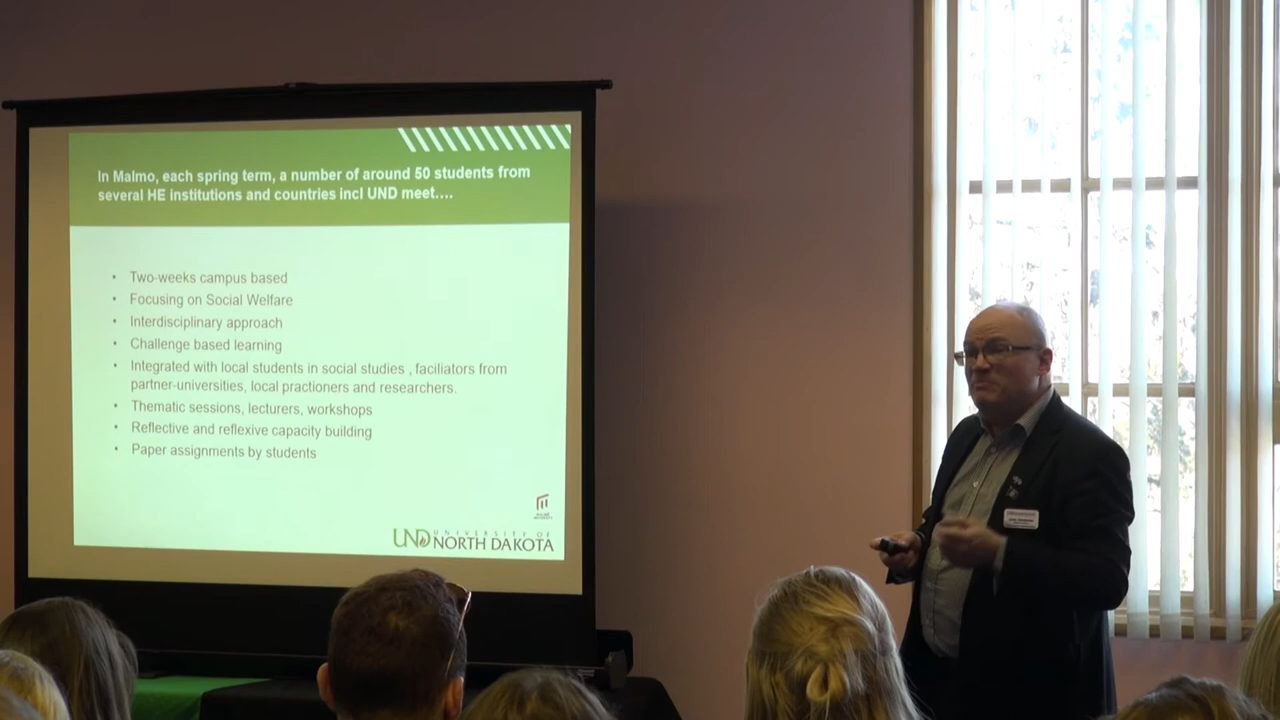 In Malmo, each spring term, a number of around 50 students from
several HE institutions and countries incl UND meet....
• Two-weeks campus based
• Focusing on Social Welfare
• Interdisciplinary approach
• Challenge based learning
• Integrated with local students in social studies , faciliators from
partner-universities, local practioners and researchers.
• Thematic sessions, lecturers, workshops
• Reflective and reflexive capacity building
• Paper assignments by students
UND UNIVERSITY OF
NORTH DAKOTA